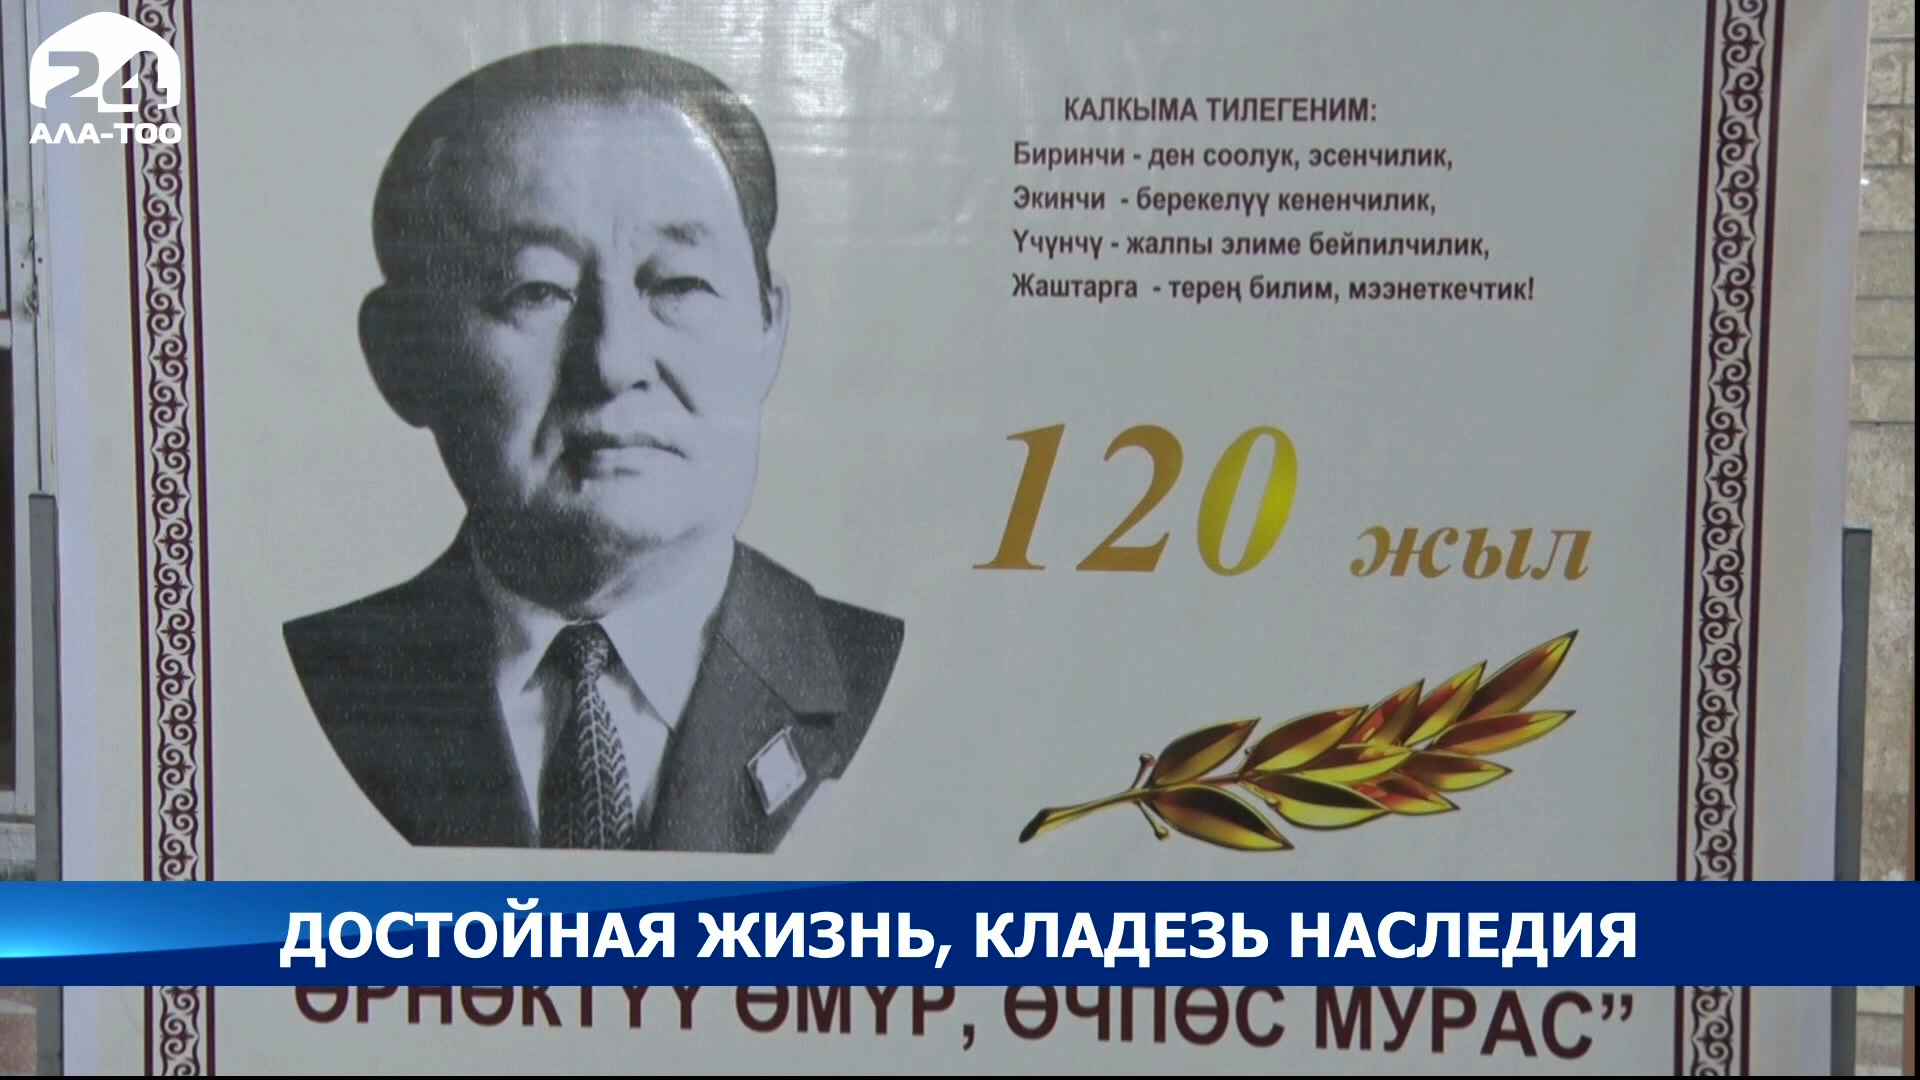 24
АЛА-ТОО
КАЛКЫМА ТИЛЕГЕНИМ:
Биринчи - ден соолук, эсенчилик,
Экинчи - берекелүү кененчилик,
Үчүнчү - жалпы элиме бейпилчилик,
Жаштарга - терең билим, мээнеткечтик!
120 жыл
ДОСТОЙНАЯ ЖИЗНЬ, КЛАДЕЗЬ НАСЛЕДИЯ
ӨРНӨКТҮҮ ӨМҮР, ӨЧПӨС МУРАС”